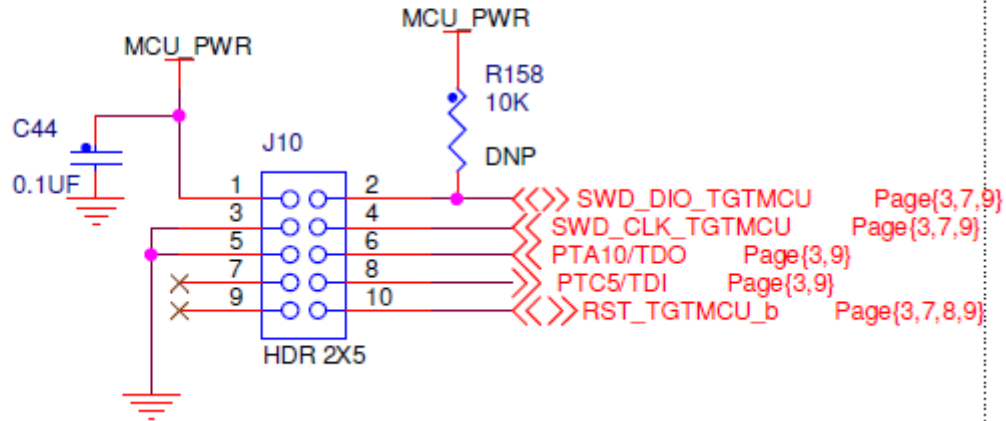 MCU_PWR
MCU_PWR
R158
10K
C44
J10
DNP
0.1UF
1 2 SWD_DIO_TGTMCU Page{3,7,9}
3 4 SWD_CLK_TGTMCU Page{3,7,9}
5 6 PTA10/TDO Page{3,9}
7 8 PTC5/TDI Page{3,9}
9 10 RST_TGTMCU_b Page{3,7,8,9}
HDR 2X5